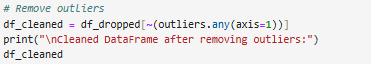 # Remove outliers
df_cleaned = df_dropped[~(outliers.any(axis=1))]
print("\nCleaned DataFrame after removing outliers:")
df_cleaned